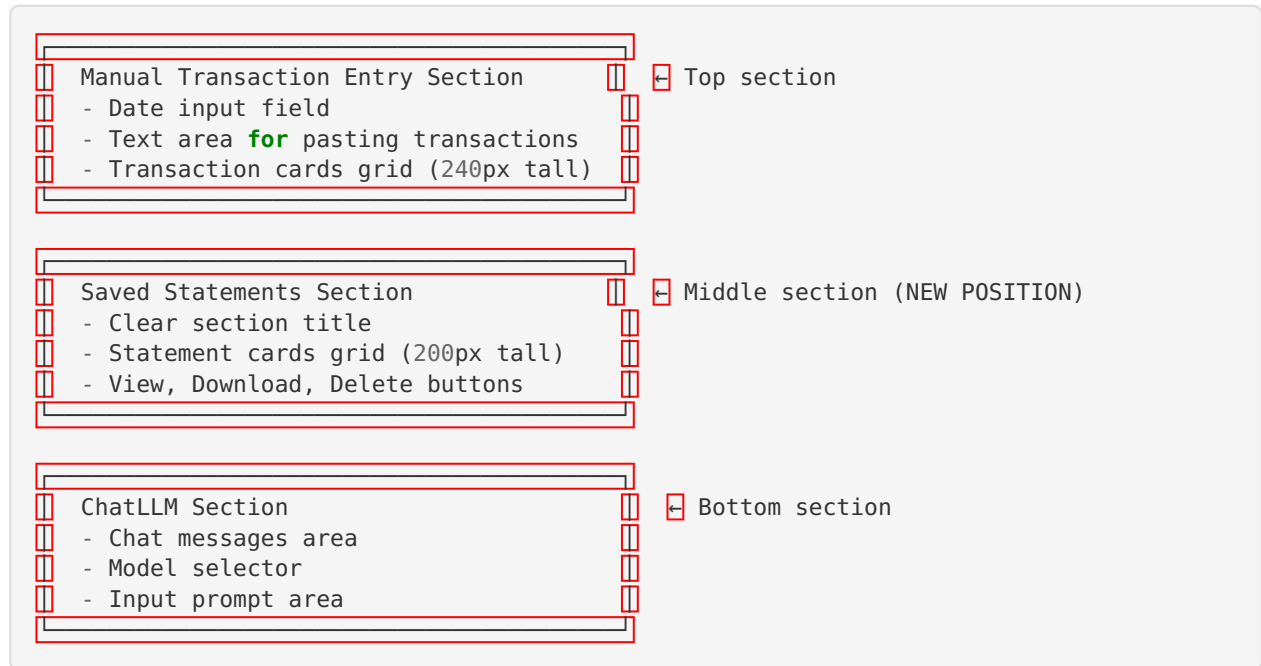 Manual Transaction Entry Section ← Top section
- Date input field
- Text area for pasting transactions
- Transaction cards grid (240px tall)
Saved Statements Section ← Middle section (NEW POSITION)
- Clear section title
- Statement cards grid (200px tall)
- View, Download, Delete buttons
ChatLLM Section ← Bottom section
- Chat messages area
- Model selector
- Input prompt area